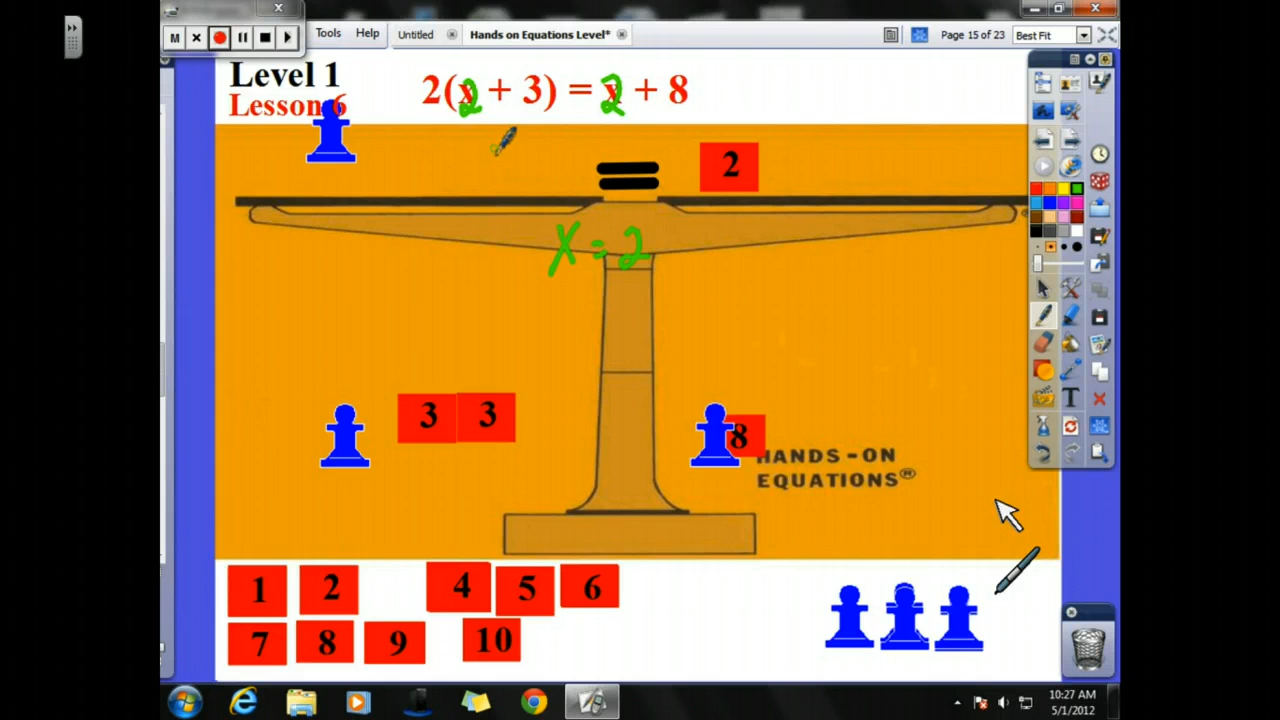 M
Tools Help Untitled Hands on Equations Level* Page 15 of 23 Best Fit
Level 1
Lesson 6
2(x + 3) = x + 8
2 2
=
2
X = 2
3 3
8
HANDS-ON
EQUATIONS®
1 2 4 5 6
7 8 9 10
T
10:27 AM
5/1/2012